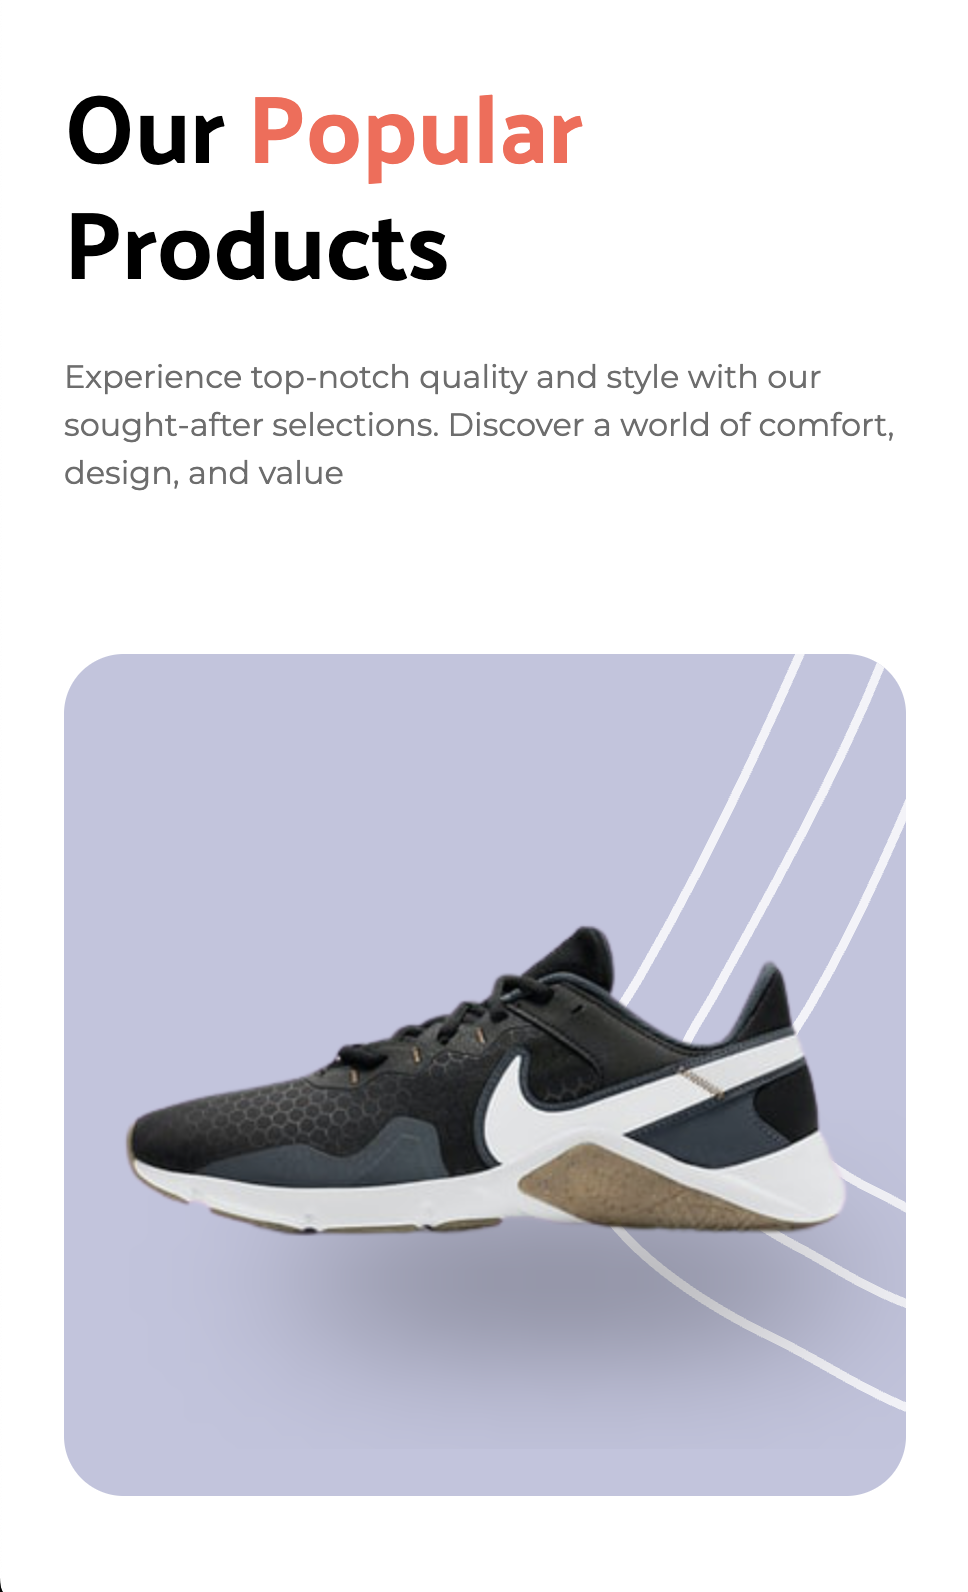 Our Popular
Products
Experience top-notch quality and style with our
sought-after selections. Discover a world of comfort,
design, and value